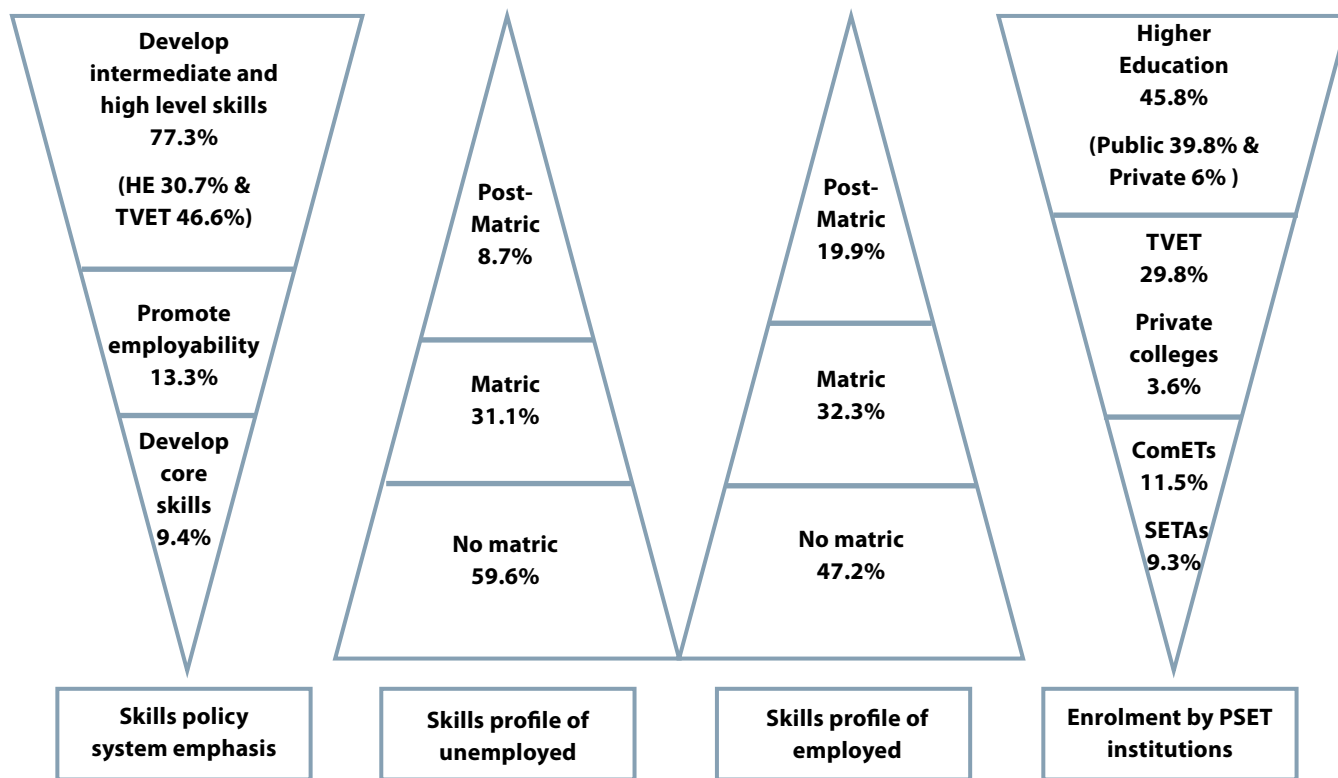 Develop
intermediate and
high level skills
77.3%
(HE 30.7% &
TVET 46.6%)
Promote
employability
13.3%
Develop
core
skills
9.4%
Skills policy
system emphasis
Post-
Matric
8.7%
Matric
31.1%
No matric
59.6%
Skills profile of
unemployed
Post-
Matric
19.9%
Matric
32.3%
No matric
47.2%
Skills profile of
employed
Higher
Education
45.8%
(Public 39.8% &
Private 6% )
TVET
29.8%
Private
colleges
3.6%
ComETs
11.5%
SETAs
9.3%
Enrolment by PSET
institutions